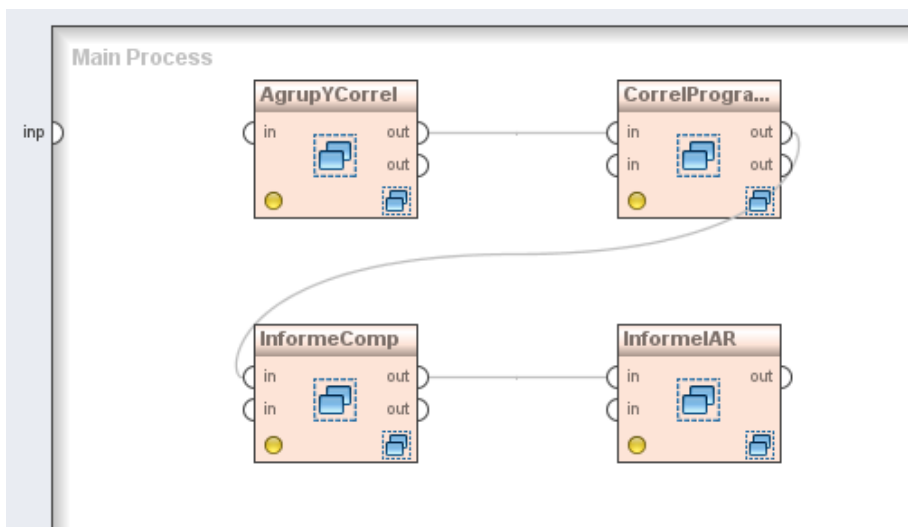 Main Process
inp
AgrupYCorrel
in
out
out
CorrelProgra...
in
out
in
out
InformeComp
in
out
in
out
InformeIAR
in
out
in